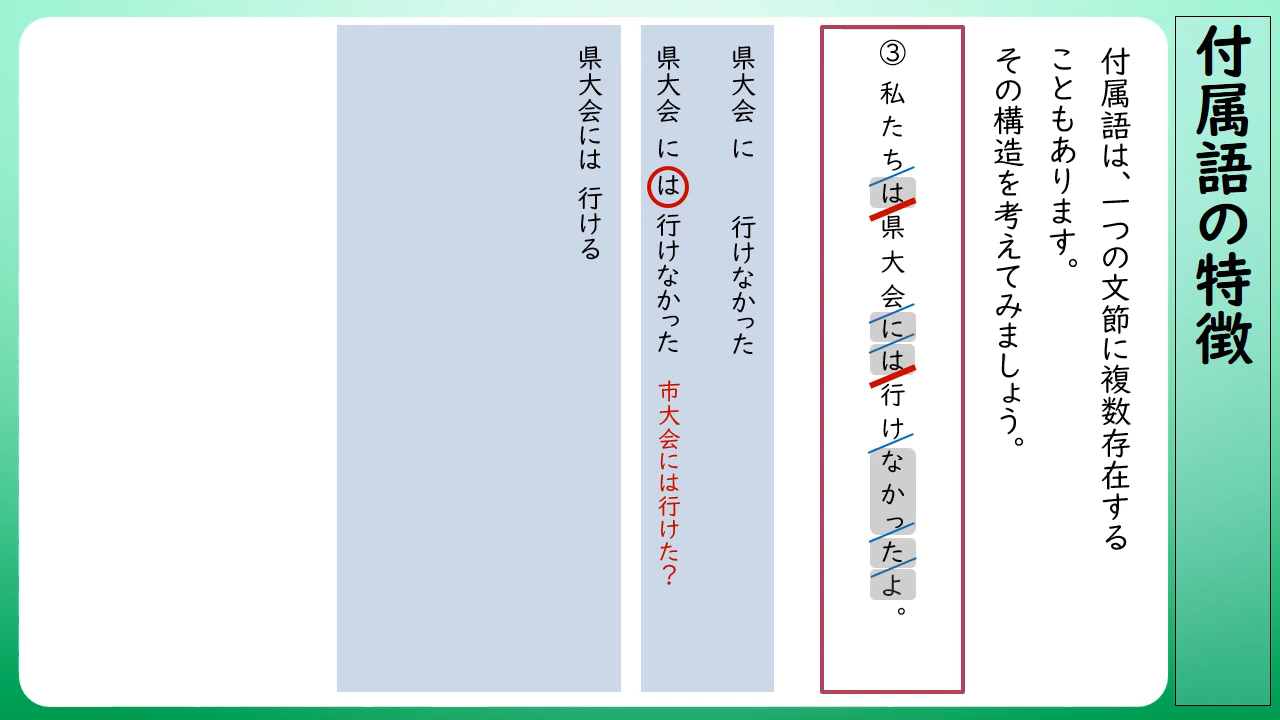 付属語の特徴
付属語は、一つの文節に複数存在する
こともあります。
その構造を考えてみましょう。
③私たちは県大会には行けなかったよ。
県大会に　行けなかった
県大会には行けなかった　市大会には行けた？
県大会には行ける